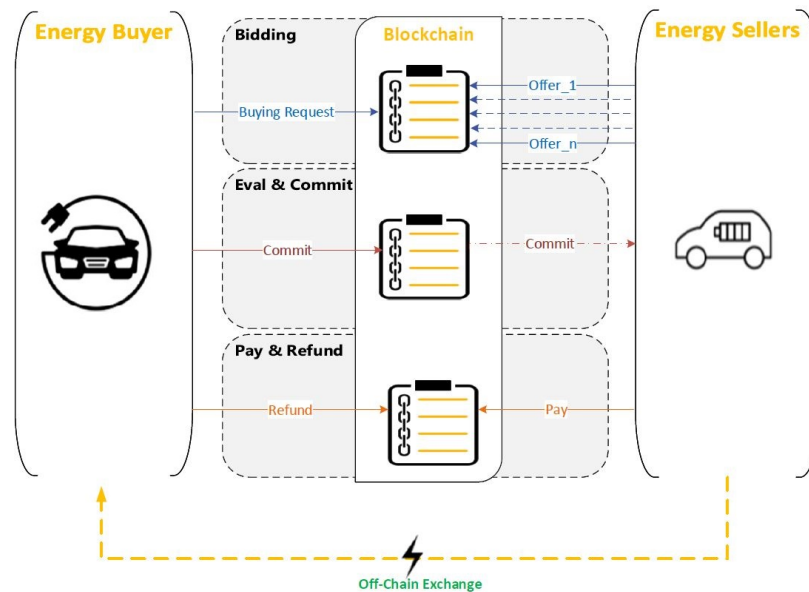 Energy Buyer
Bidding
Blockchain
Energy Sellers
Buying Request
Offer_1
Offer_n
Eval & Commit
Commit
Commit
Pay & Refund
Refund
Pay
Off-Chain Exchange